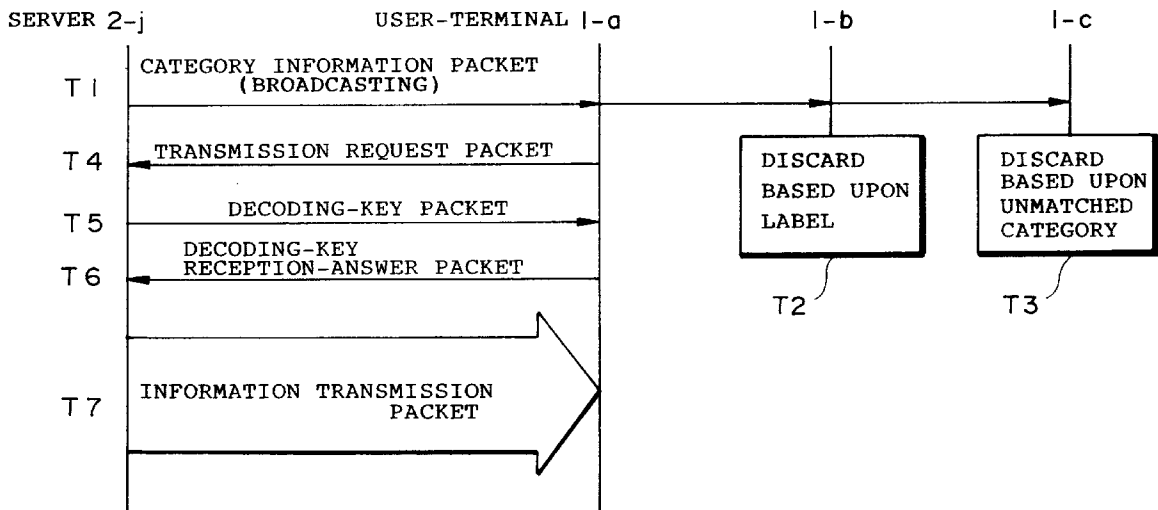 SERVER 2-j USER-TERMINAL 1-a 1-b 1-c
T1 CATEGORY INFORMATION PACKET
(BROADCASTING)
T4 TRANSMISSION REQUEST PACKET
T5 DECODING-KEY PACKET
T6 DECODING-KEY
RECEPTION-ANSWER PACKET
T7 INFORMATION TRANSMISSION
PACKET
DISCARD
BASED UPON
LABEL
T2
DISCARD
BASED UPON
UNMATCHED
CATEGORY
T3